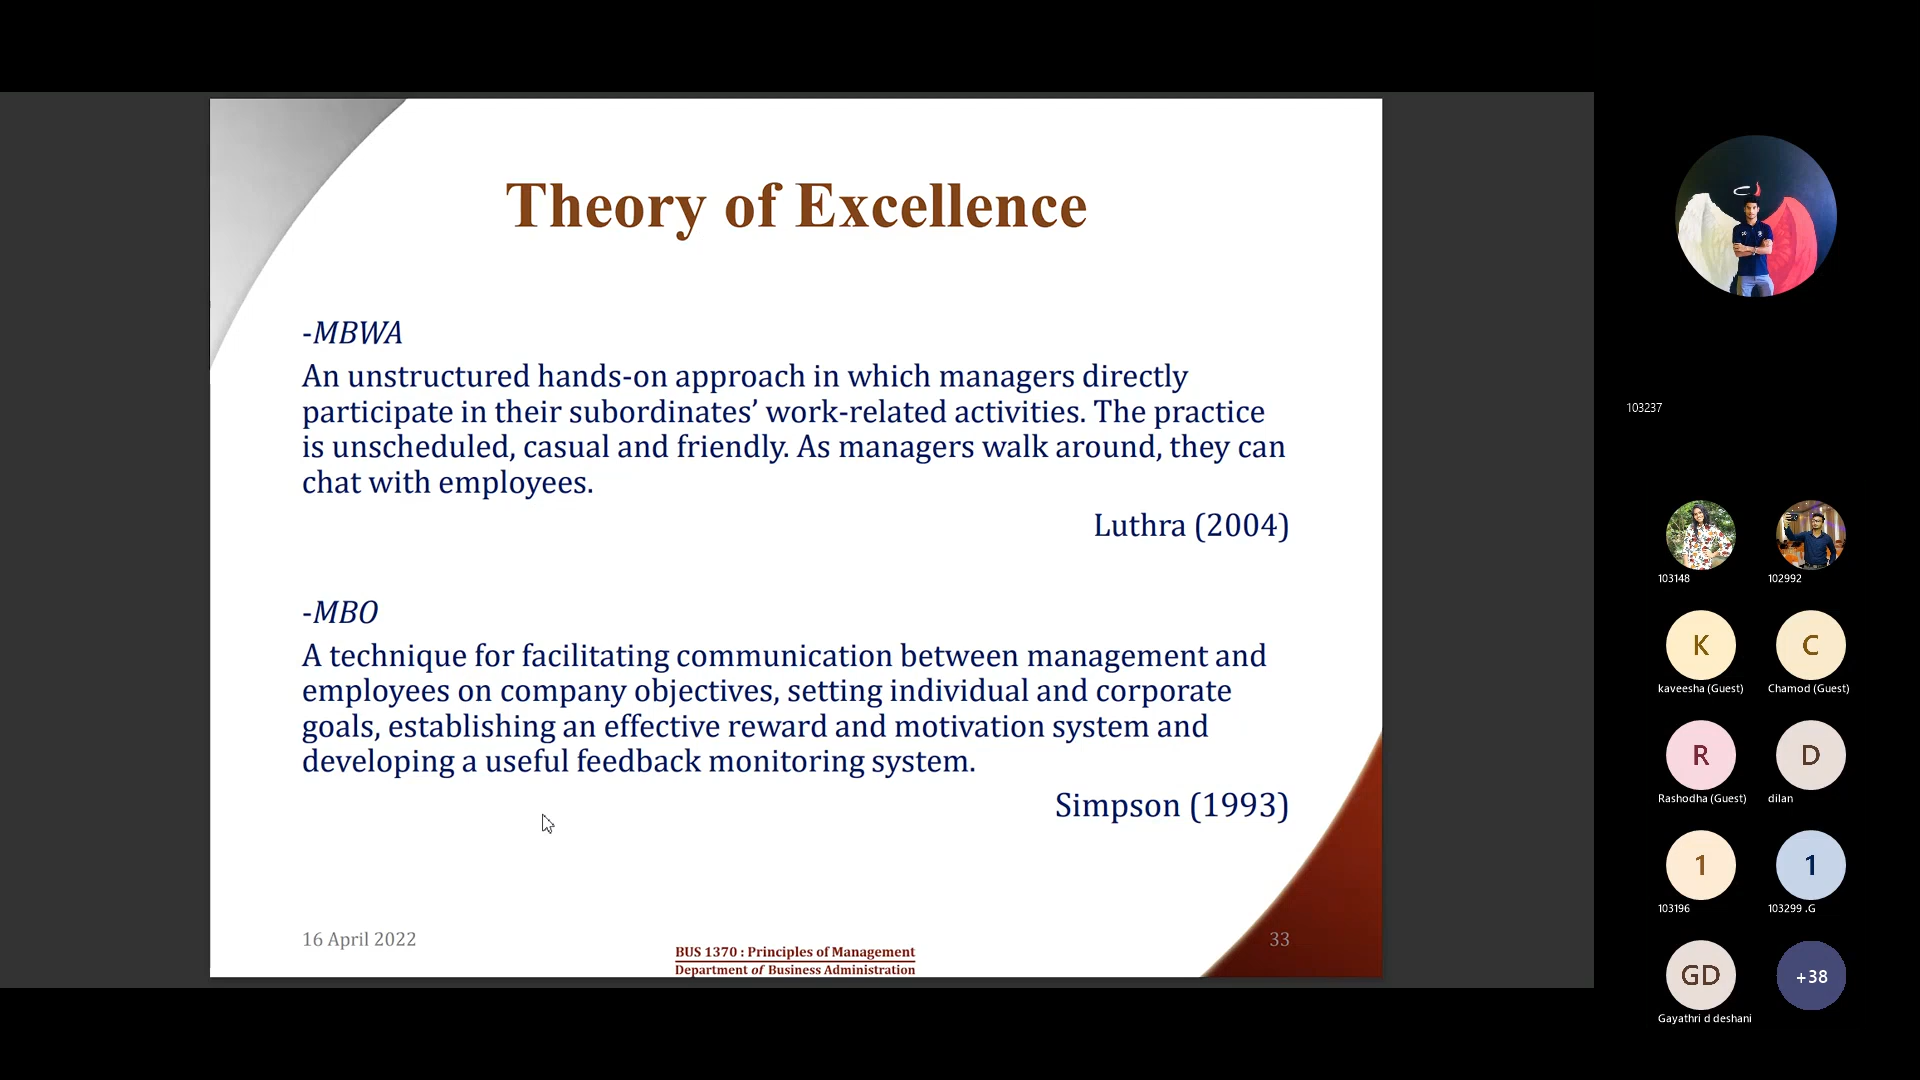 Theory of Excellence
-MBWA
An unstructured hands-on approach in which managers directly
participate in their subordinates’ work-related activities. The practice
is unscheduled, casual and friendly. As managers walk around, they can
chat with employees.
Luthra (2004)
-MBO
A technique for facilitating communication between management and
employees on company objectives, setting individual and corporate
goals, establishing an effective reward and motivation system and
developing a useful feedback monitoring system.
Simpson (1993)
16 April 2022
BUS 1370 : Principles of Management
Department of Business Administration
33
103237
103148
102992
K
C
kaveesha (Guest)
Chamod (Guest)
R
D
Rashodha (Guest)
dilan
1
1
103196
103299 .G
GD
+38
Gayathri d deshani